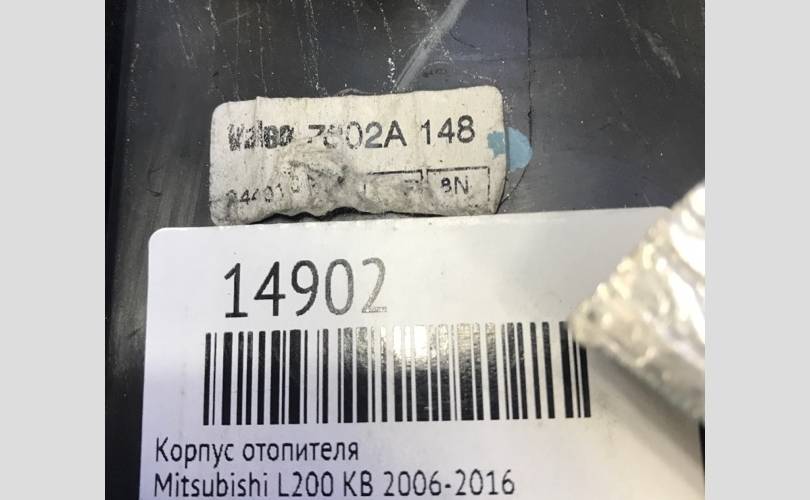 Valeo 7802A 148
8N
14902
Корпус отопителя
Mitsubishi L200 KB 2006-2016